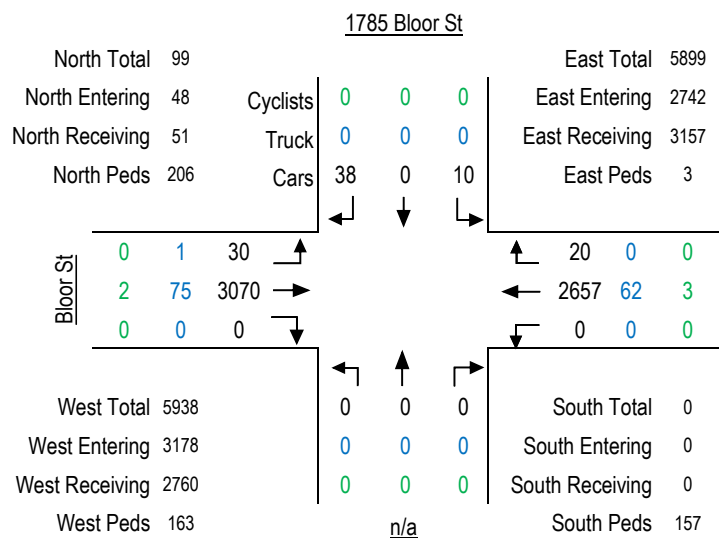 1785 Bloor St
North Total 99
East Total 5899
North Entering 48
Cyclists 0 0 0
East Entering 2742
North Receiving 51
Truck 0 0 0
East Receiving 3157
North Peds 206
Cars 38 0 10
East Peds 3
Bloor St
0 1 30
20 0 0
2 75 3070
2657 62 3
0 0 0
0 0 0
West Total 5938
0 0 0
South Total 0
West Entering 3178
0 0 0
South Entering 0
West Receiving 2760
0 0 0
South Receiving 0
West Peds 163
n/a
South Peds 157